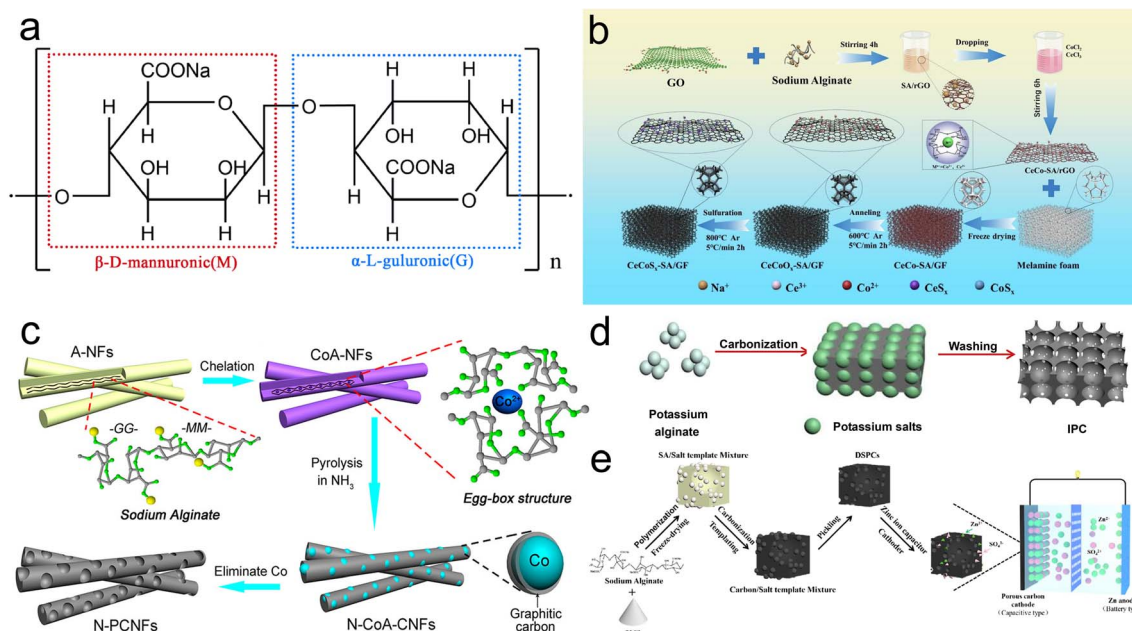 a
COONa
O
H
H
H
OH
OH
H
H
O
O
H
H
OH
OH
COONa
H
O
H
O
n
β-D-mannuronic(M)
α-L-guluronic(G)
b
GO
Sodium Alginate
Stirring 4h
SA/rGO
Dropping
CoCl₂
CeCl₃
Stirring 6h
CeCo-SA/rGO
Sulfuration
800°C Ar
5°C/min 2h
Anneling
600°C Ar
5°C/min 2h
Freeze drying
CeCoSₓ-SA/GF
CeCoOₓ-SA/GF
CeCo-SA/GF
Melamine foam
Na⁺
Ce³⁺
Co²⁺
CeSₓ
CoSₓ
c
A-NFs
Chelation
CoA-NFs
-GG-
-MM-
Sodium Alginate
Co²⁺
Egg-box structure
Pyrolysis
in NH₃
Co
Graphitic
carbon
N-CoA-CNFs
Eliminate Co
N-PCNFs
d
Carbonization
Washing
Potassium
alginate
Potassium salts
IPC
e
SA/Salt template Mixture
DSPCs
Polymerization
Freeze-drying
Carbonization
Templating
Pickling
Zinc ion capacitor
Cathoder
Sodium Alginate
+
Carbon/Salt template Mixture
Zn²⁺
SO₄²⁻
Zn²⁺
SO₄²⁻
Porous carbon
cathode
(Capacitive type)
Zn anod
(Battery ty